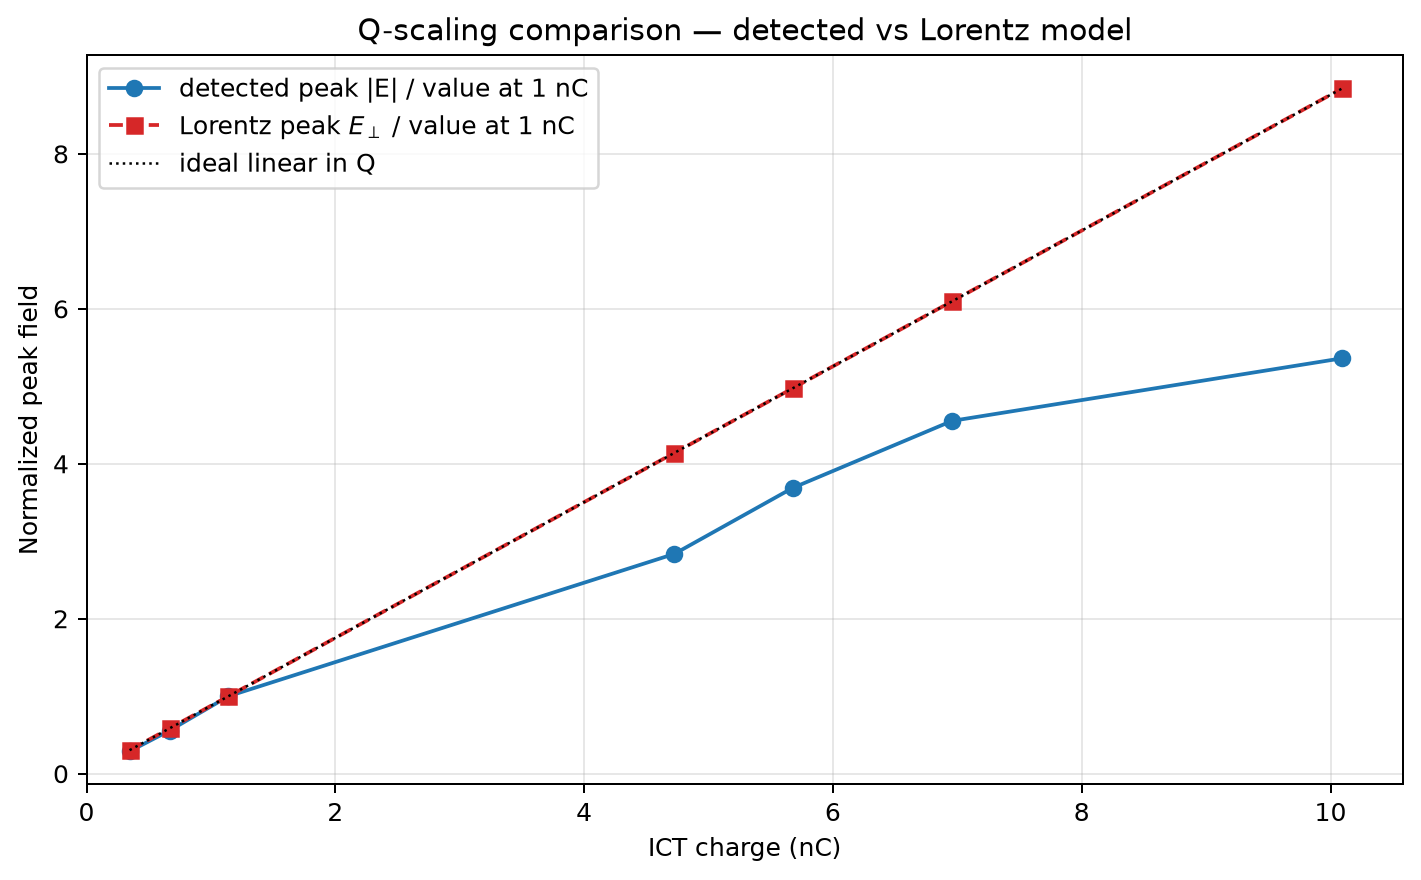 Q-scaling comparison — detected vs Lorentz model
detected peak |E| / value at 1 nC
Lorentz peak E⊥ / value at 1 nC
ideal linear in Q
Normalized peak field
8
6
4
2
0
0 2 4 6 8 10
ICT charge (nC)